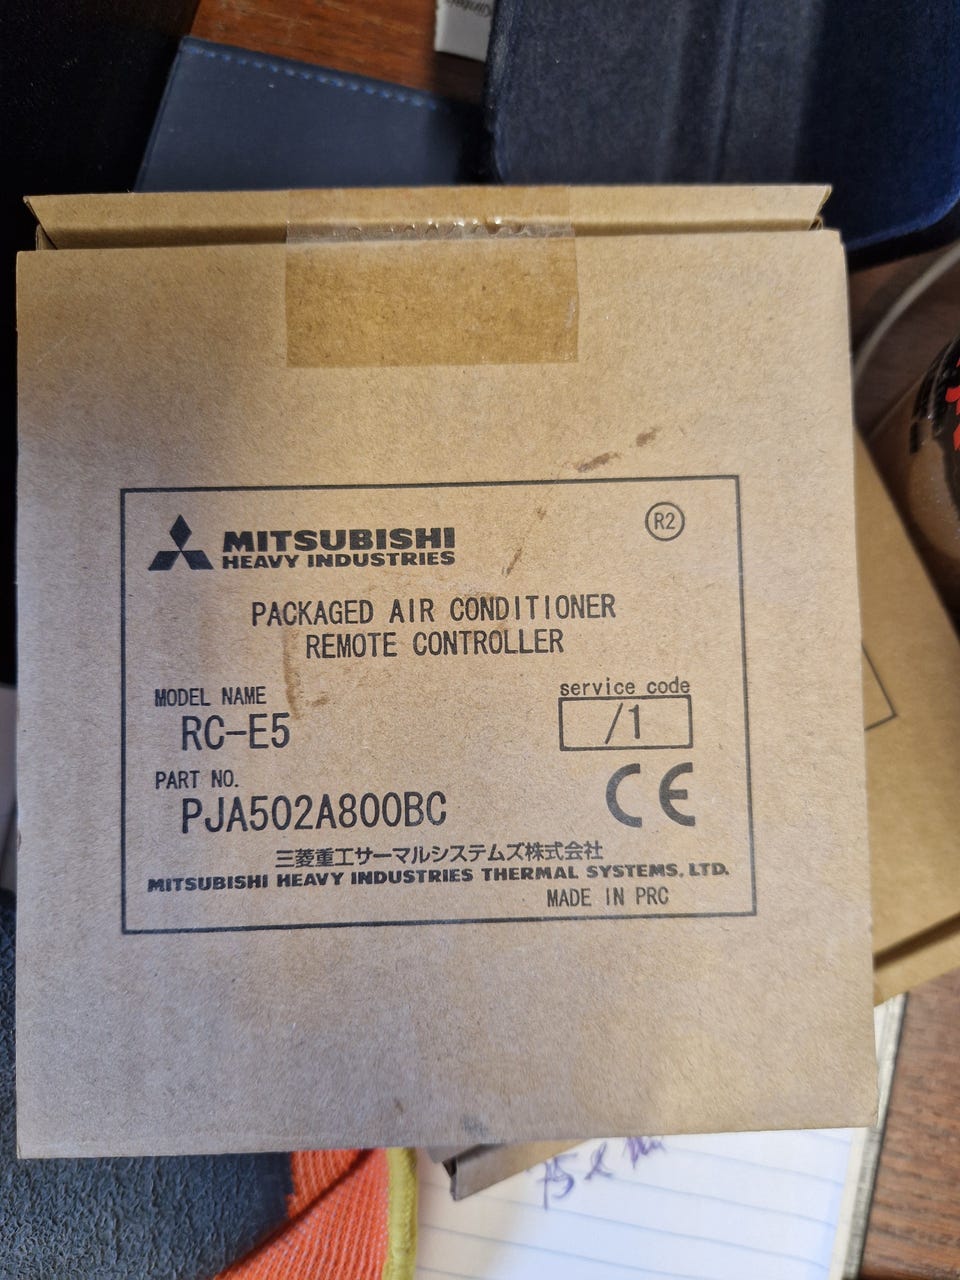 MITSUBISHI
HEAVY INDUSTRIES
R2
PACKAGED AIR CONDITIONER
REMOTE CONTROLLER
MODEL NAME
RC-E5
service code
/1
PART NO.
PJA502A800BC
CE
三菱重工サーマルシステムズ株式会社
MITSUBISHI HEAVY INDUSTRIES THERMAL SYSTEMS, LTD.
MADE IN PRC